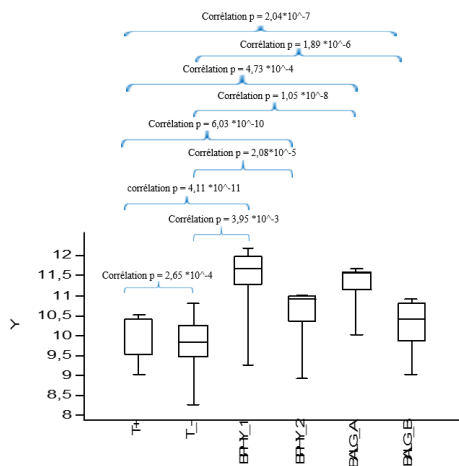 Corrélation p = 2,04*10^-7
Corrélation p = 1,89 *10^-6
Corrélation p = 4,73 *10^-4
Corrélation p = 1,05 *10^-8
Corrélation p = 6,03 *10^-10
Corrélation p = 2,08*10^-5
corrélation p = 4,11 *10^-11
Corrélation p = 3,95 *10^-3
Corrélation p = 2,65 *10^-4
Y
12
11,5
11
10,5
10
9,5
9
8,5
8
T+
T_-